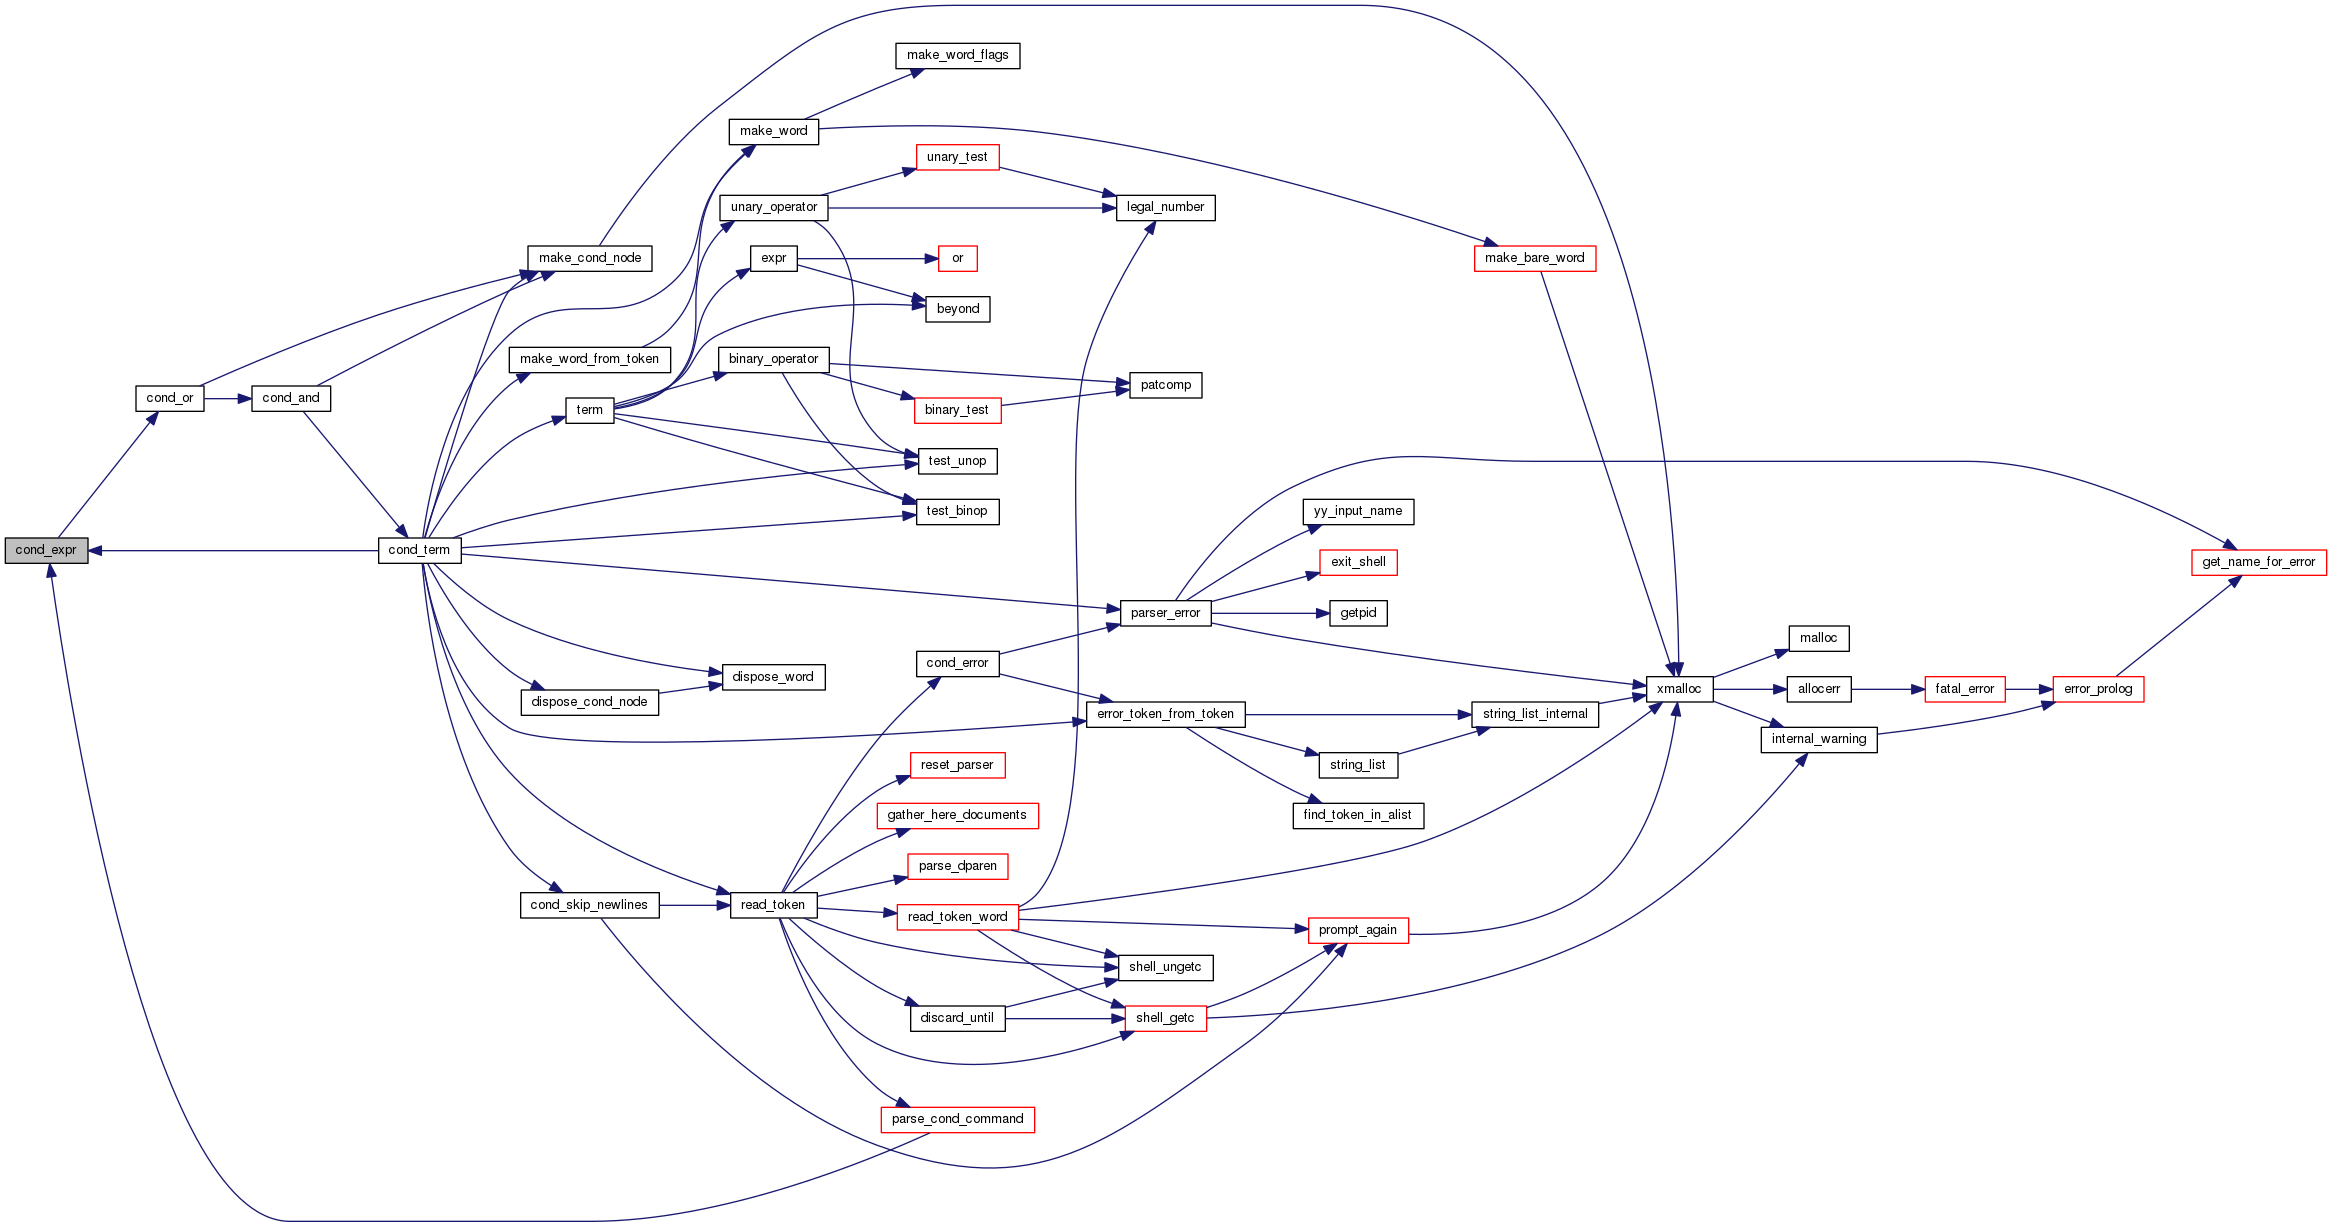 make_word_flags
make_word
unary_test
unary_operator
legal_number
make_cond_node
expr
or
make_bare_word
beyond
make_word_from_token
binary_operator
patcomp
cond_or
cond_and
term
binary_test
test_unop
test_binop
yy_input_name
cond_expr
cond_term
exit_shell
get_name_for_error
parser_error
getpid
malloc
cond_error
dispose_word
xmalloc
allocerr
fatal_error
error_prolog
dispose_cond_node
error_token_from_token
string_list_internal
internal_warning
reset_parser
string_list
gather_here_documents
find_token_in_alist
parse_dparen
cond_skip_newlines
read_token
read_token_word
prompt_again
shell_ungetc
discard_until
shell_getc
parse_cond_command